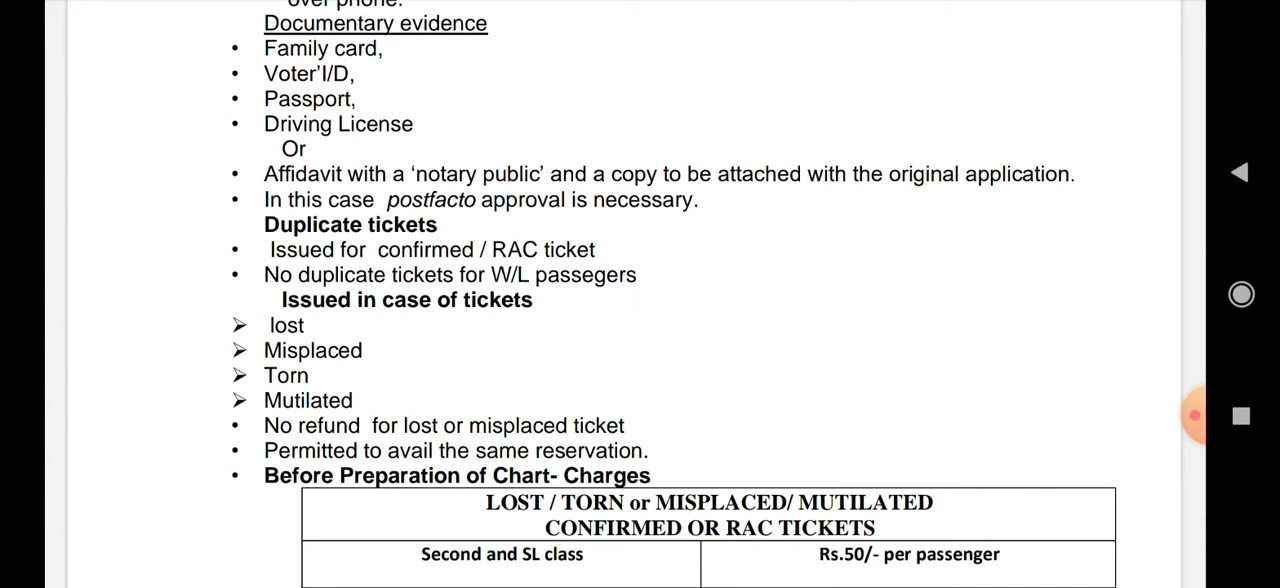 over phone.
Documentary evidence
• Family card,
• Voter'I/D,
• Passport,
• Driving License
Or
• Affidavit with a ‘notary public’ and a copy to be attached with the original application.
• In this case postfacto approval is necessary.
Duplicate tickets
• Issued for confirmed / RAC ticket
• No duplicate tickets for W/L passegers
Issued in case of tickets
➢ lost
➢ Misplaced
➢ Torn
➢ Mutilated
• No refund for lost or misplaced ticket
• Permitted to avail the same reservation.
• Before Preparation of Chart- Charges
LOST / TORN or MISPLACED/ MUTILATED
CONFIRMED OR RAC TICKETS
Second and SL class Rs.50/- per passenger